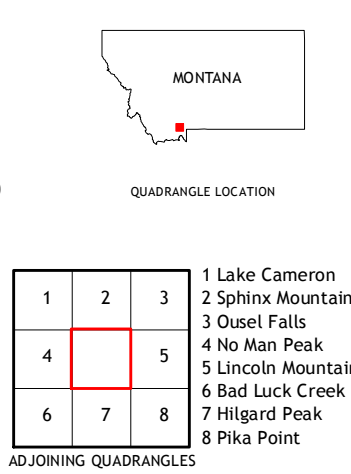 MONTANA
QUADRANGLE LOCATION
1 2 3
4 5
6 7 8
1 Lake Cameron
2 Sphinx Mountain
3 Ousel Falls
4 No Man Peak
5 Lincoln Mountain
6 Bad Luck Creek
7 Hilgard Peak
8 Pika Point
ADJOINING QUADRANGLES